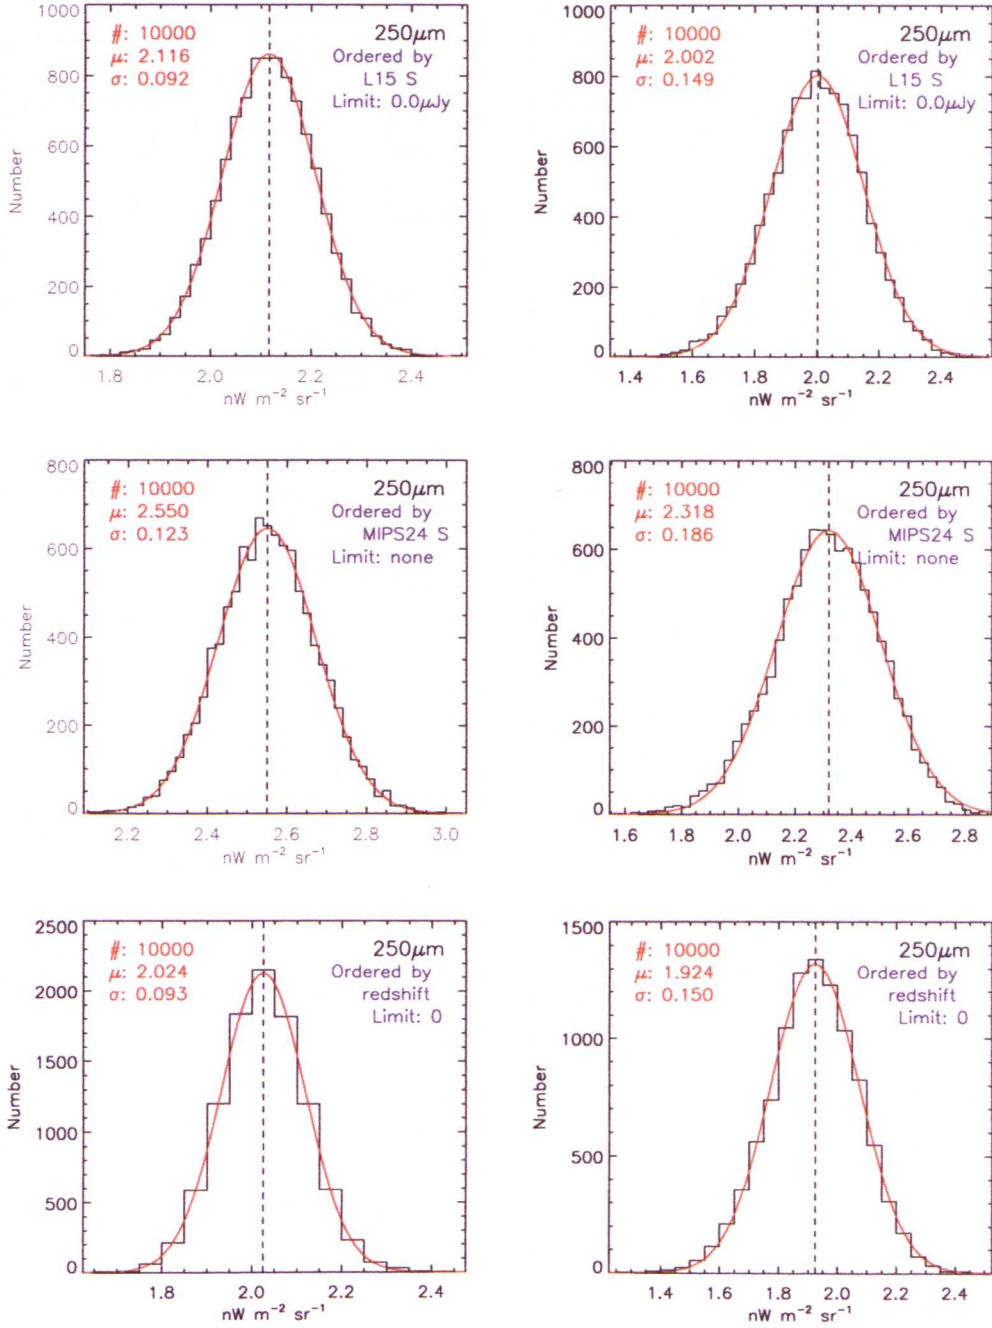 #: 10000
μ: 2.116
σ: 0.092
250μm
Ordered by
L15 S
Limit: 0.0μJy
1000
800
600
400
200
0
Number
1.8 2.0 2.2 2.4
nW m⁻² sr⁻¹
#: 10000
μ: 2.002
σ: 0.149
250μm
Ordered by
L15 S
Limit: 0.0μJy
1000
800
600
400
200
0
Number
1.4 1.6 1.8 2.0 2.2 2.4
nW m⁻² sr⁻¹
#: 10000
μ: 2.550
σ: 0.123
250μm
Ordered by
MIPS24 S
Limit: none
800
600
400
200
0
Number
2.2 2.4 2.6 2.8 3.0
nW m⁻² sr⁻¹
#: 10000
μ: 2.318
σ: 0.186
250μm
Ordered by
MIPS24 S
Limit: none
800
600
400
200
0
Number
1.6 1.8 2.0 2.2 2.4 2.6 2.8
nW m⁻² sr⁻¹
#: 10000
μ: 2.024
σ: 0.093
250μm
Ordered by
redshift
Limit: 0
2500
2000
1500
1000
500
0
Number
1.8 2.0 2.2 2.4
nW m⁻² sr⁻¹
#: 10000
μ: 1.924
σ: 0.150
250μm
Ordered by
redshift
Limit: 0
1500
1000
500
0
Number
1.4 1.6 1.8 2.0 2.2 2.4
nW m⁻² sr⁻¹